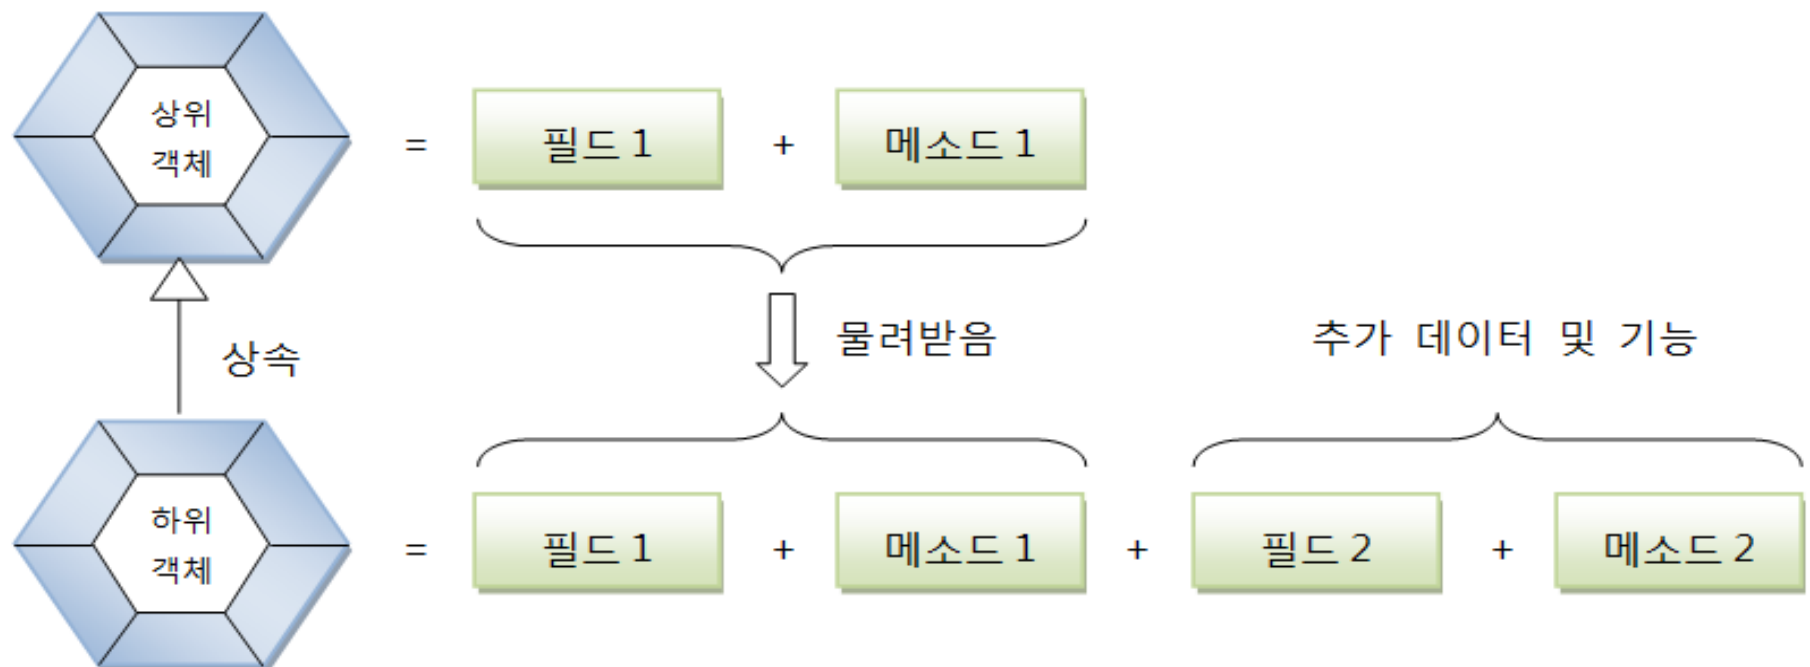 상위
객체
= 필드 1 + 메소드 1
물려받음
추가 데이터 및 기능
상속
하위
객체
= 필드 1 + 메소드 1 + 필드 2 + 메소드 2